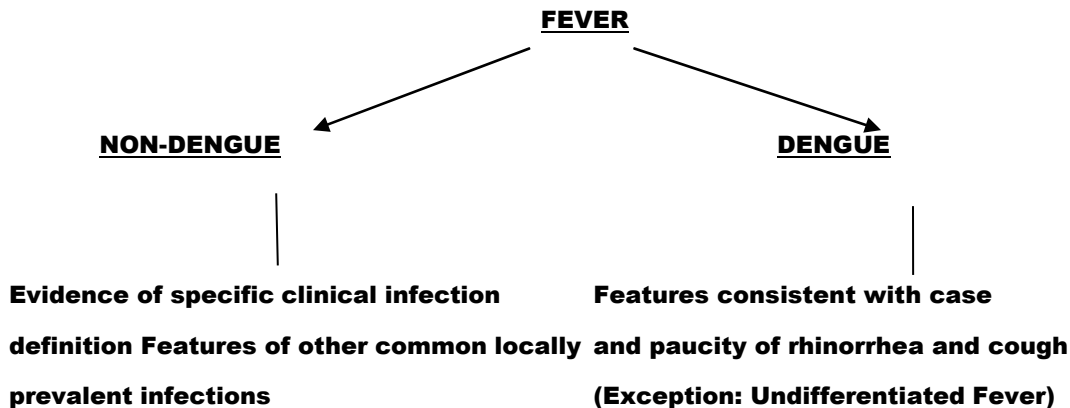 FEVER
NON-DENGUE
DENGUE
Evidence of specific clinical infection
definition Features of other common locally
prevalent infections
Features consistent with case
and paucity of rhinorrhea and cough
(Exception: Undifferentiated Fever)